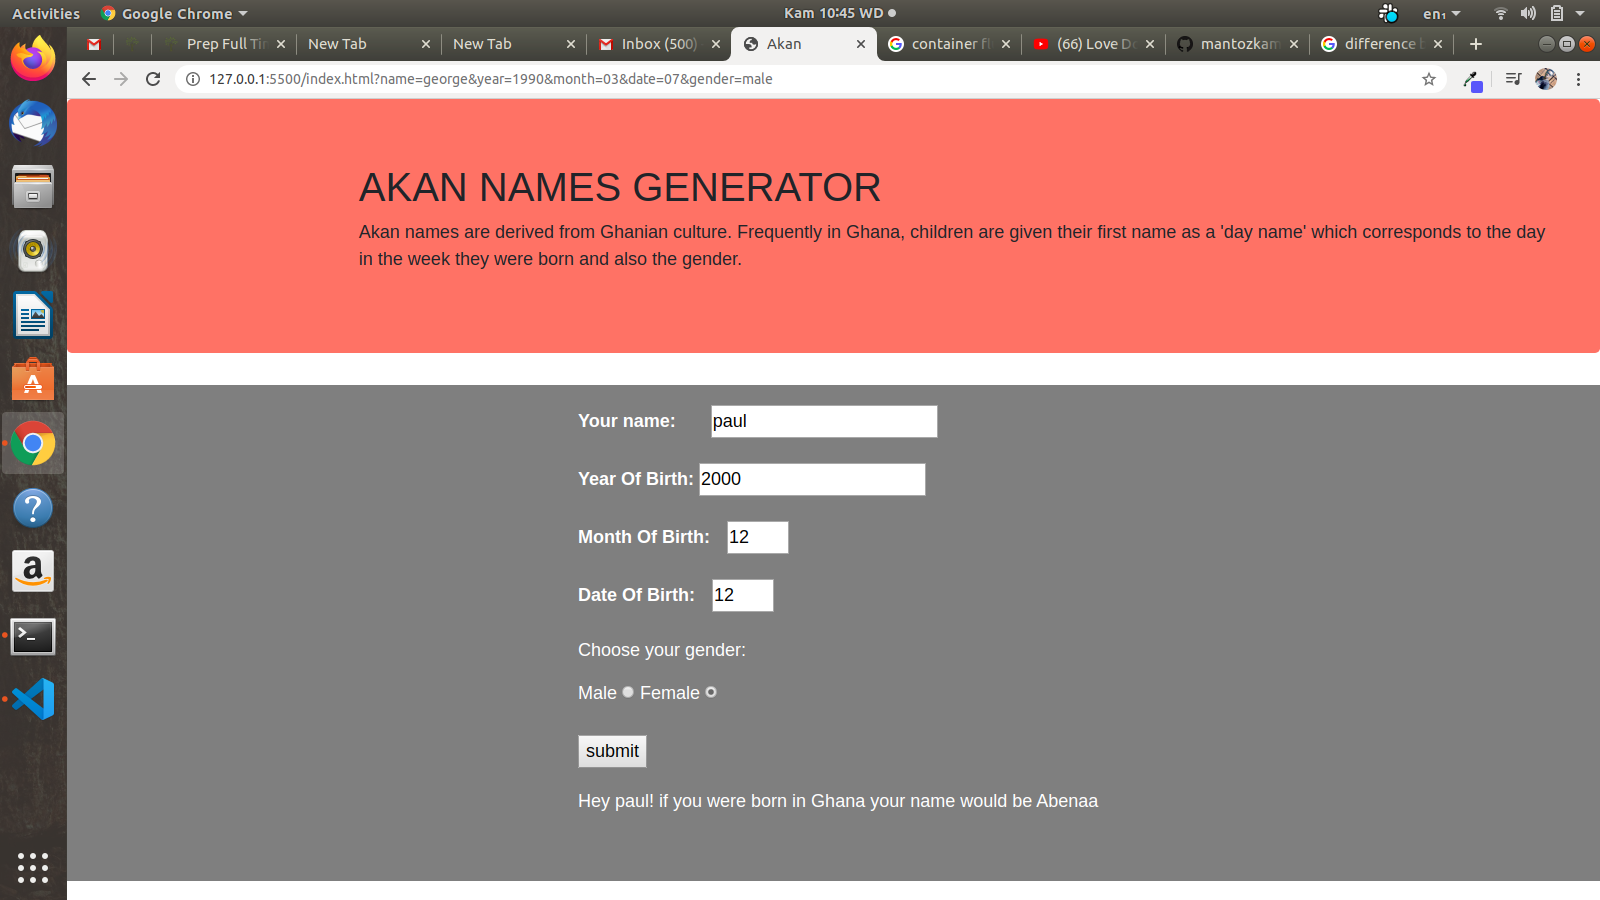 Activities Google Chrome Kam 10:45 WD en₁
Prep Full Tir New Tab New Tab Inbox (500) Akan container fl (66) Love Do mantozkam difference b
127.0.0.1:5500/index.html?name=george&year=1990&month=03&date=07&gender=male
AKAN NAMES GENERATOR
Akan names are derived from Ghanian culture. Frequently in Ghana, children are given their first name as a 'day name' which corresponds to the day
in the week they were born and also the gender.
Your name: paul
Year Of Birth: 2000
Month Of Birth: 12
Date Of Birth: 12
Choose your gender:
Male Female
submit
Hey paul! if you were born in Ghana your name would be Abenaa